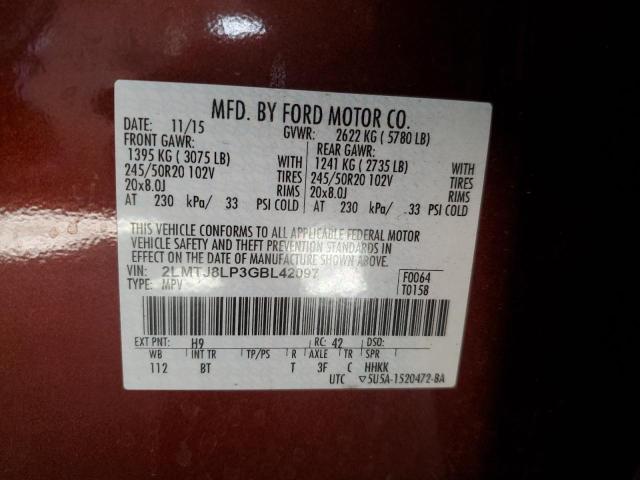 MFD. BY FORD MOTOR CO.
DATE: 11/15 GVWR: 2622 KG ( 5780 LB)
FRONT GAWR: REAR GAWR:
1395 KG ( 3075 LB) WITH 1241 KG ( 2735 LB) WITH
245/50R20 102V TIRES 245/50R20 102V TIRES
20x8.0J RIMS 20x8.0J RIMS
AT 230 kPa/ 33 PSI COLD AT 230 kPa/ 33 PSI COLD
THIS VEHICLE CONFORMS TO ALL APPLICABLE FEDERAL MOTOR
VEHICLE SAFETY AND THEFT PREVENTION STANDARDS IN
EFFECT ON THE DATE OF MANUFACTURE SHOWN ABOVE.
VIN: 2LMTJ8LP3GBL42097 F0064
TYPE: MPV T0158
EXT PNT: H9 RC: 42 DSO:
WB INT TR TP/PS R AXLE TR SPR
112 BT T 3F C HHKK
UTC ▽5U5A-1520472-BA